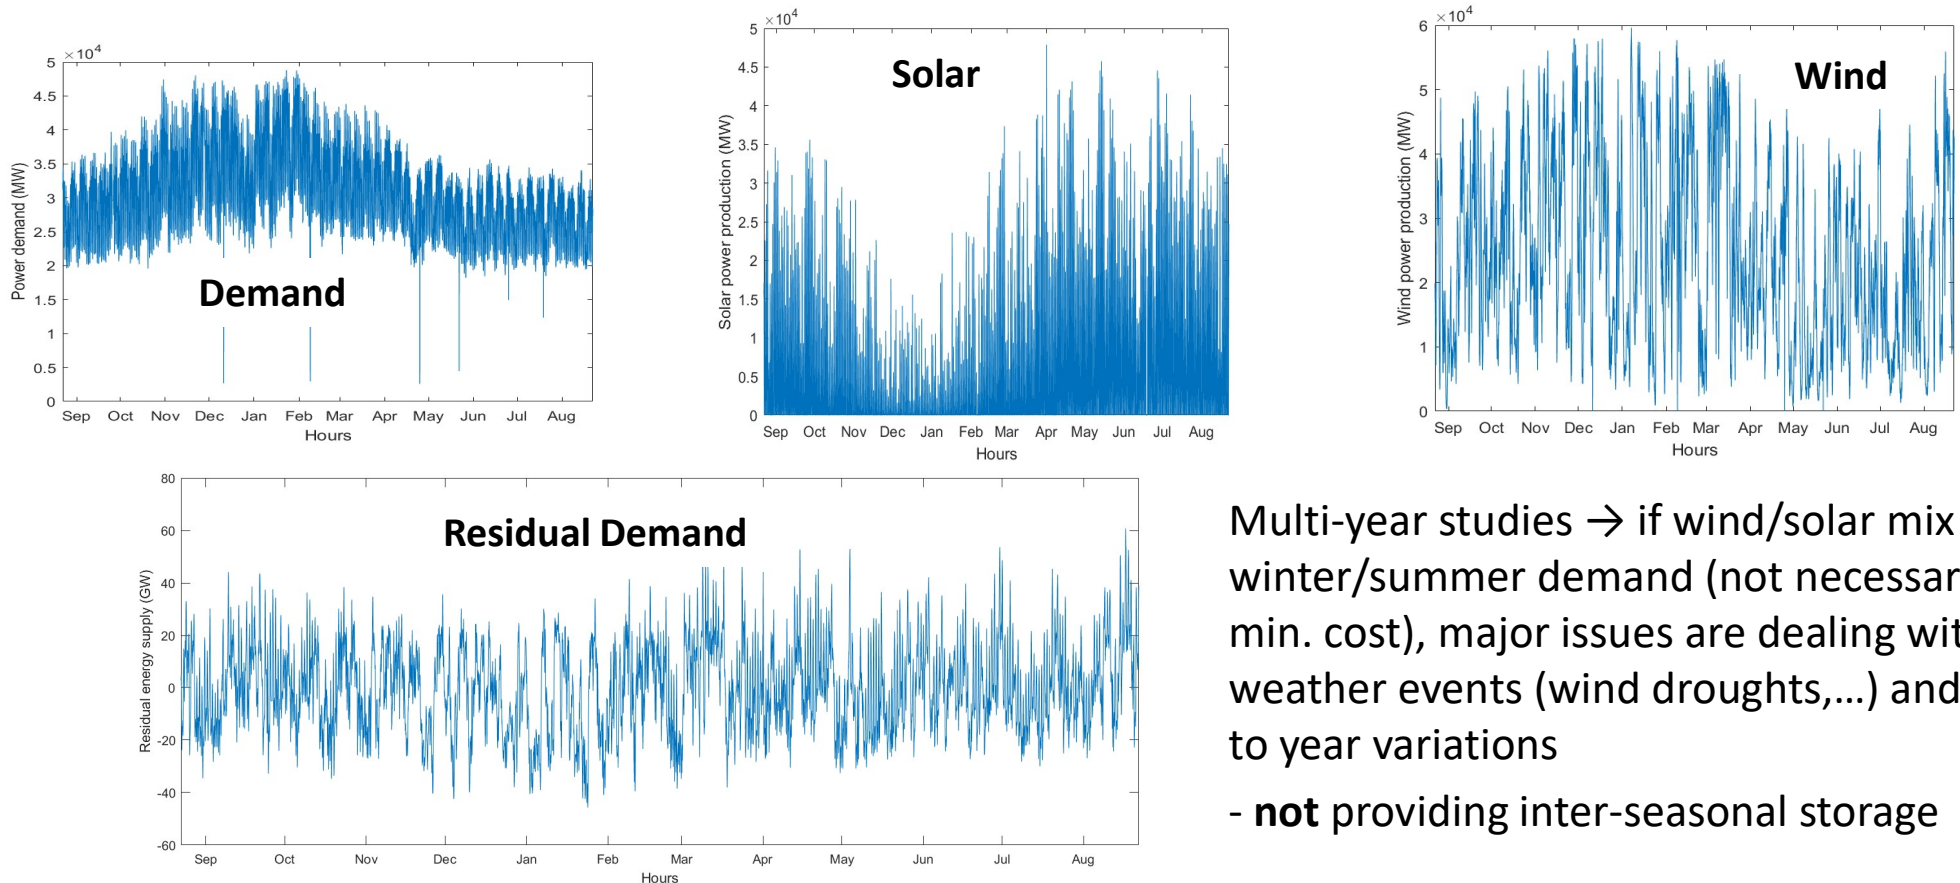 ×10⁴
5
4.5
4
3.5
3
2.5
2
1.5
1
0.5
0
Power demand (MW)
Demand
Sep Oct Nov Dec Jan Feb Mar Apr May Jun Jul Aug
Hours
×10⁴
5
4.5
4
3.5
3
2.5
2
1.5
1
0.5
0
Solar power production (MW)
Solar
Sep Oct Nov Dec Jan Feb Mar Apr May Jun Jul Aug
Hours
×10⁴
6
5
4
3
2
1
0
Wind power production (MW)
Wind
Sep Oct Nov Dec Jan Feb Mar Apr May Jun Jul Aug
Hours
80
60
40
20
0
-20
-40
-60
Residual energy supply (GW)
Residual Demand
Sep Oct Nov Dec Jan Feb Mar Apr May Jun Jul Aug
Hours
Multi-year studies → if wind/solar mix
winter/summer demand (not necessar
min. cost), major issues are dealing wit
weather events (wind droughts,...) and
to year variations
- not providing inter-seasonal storage